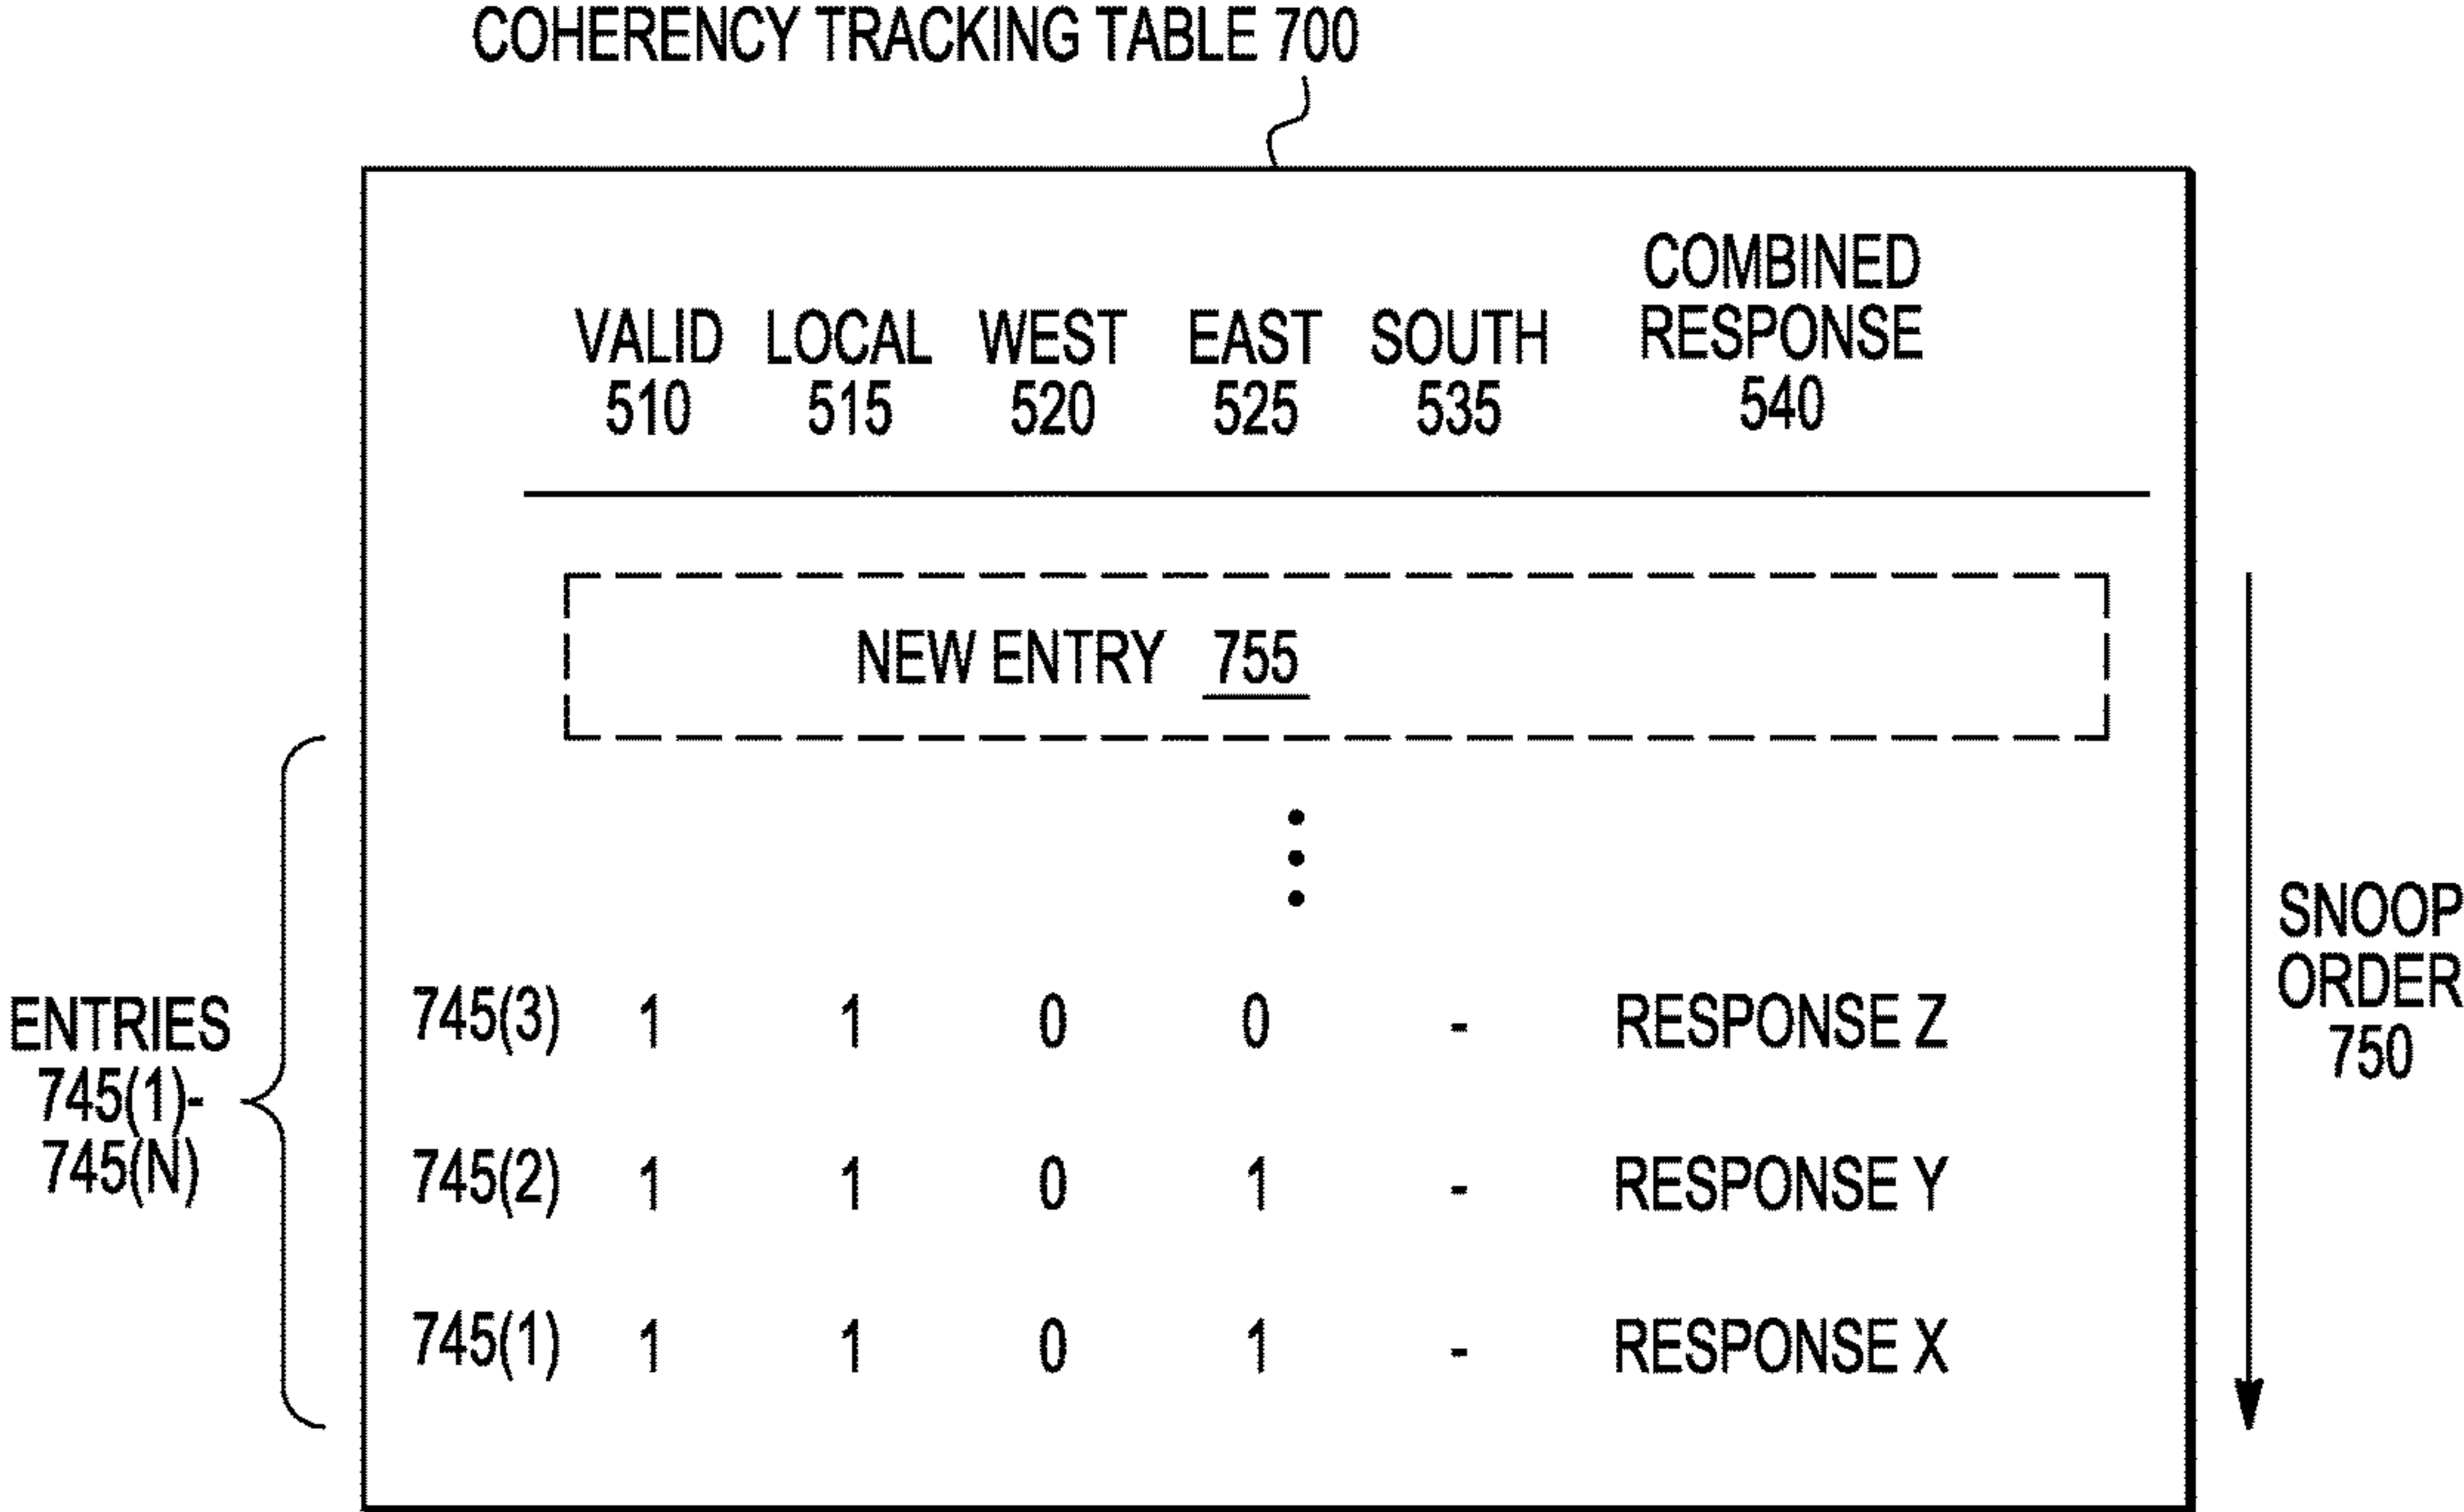 COHERENCY TRACKING TABLE 700
COMBINED
VALID LOCAL WEST EAST SOUTH RESPONSE
510 515 520 525 535 540
NEW ENTRY 755
745(3) 1 1 0 0 - RESPONSE Z
745(2) 1 1 0 1 - RESPONSE Y
745(1) 1 1 0 1 - RESPONSE X
ENTRIES
745(1)-
745(N)
SNOOP
ORDER
750